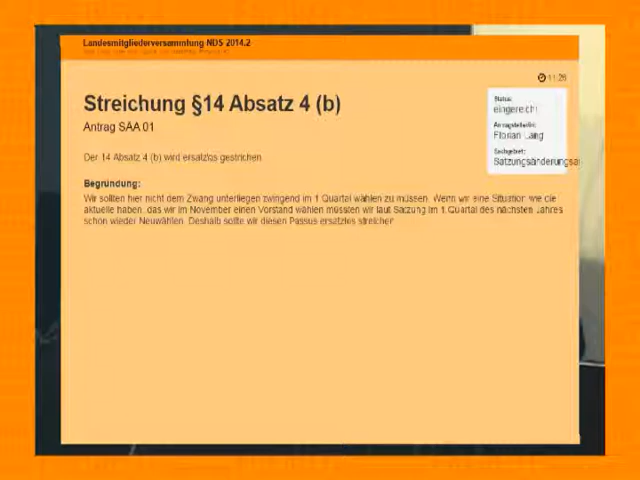 Landesmitgliederversammlung NDS 2014.2
11:26
Streichung §14 Absatz 4 (b)
Antrag SÄA 01
Status:
eingereicht
Antragsteller/in:
Florian Lang
Sachgebiet:
Satzungsänderungsa
Der 14 Absatz 4 (b) wird ersatzlos gestrichen
Begründung:
Wir sollten hier nicht dem Zwang unterliegen zwingend im 1 Quartal wählen zu müssen. Wenn wir eine Situation wie die
aktuelle haben, das wir im November einen Vorstand wählen müssten wir laut Satzung im 1.Quartal des nächsten Jahres
schon wieder Neuwählen. Deshalb sollte wir diesen Passus ersatzlos streichen